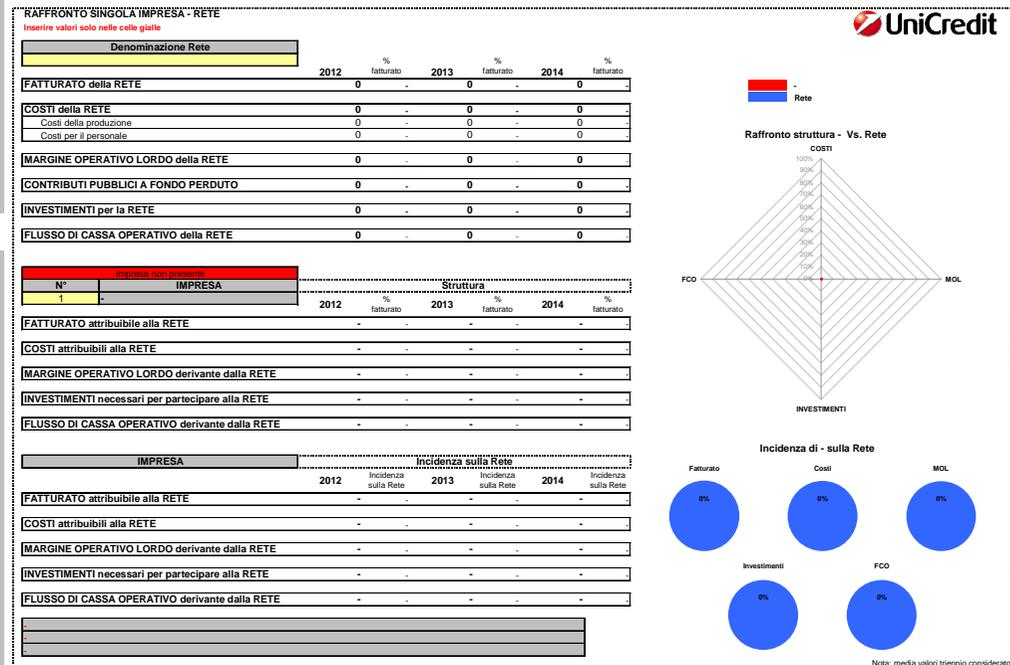 RAFFRONTO SINGOLA IMPRESA - RETE
Inserire valori solo nelle celle gialle
UniCredit
Denominazione Rete
2012 % fatturato 2013 % fatturato 2014 % fatturato
FATTURATO della RETE 0 - 0 - 0 -
COSTI della RETE 0 - 0 - 0 -
Costi della produzione 0 - 0 - 0 -
Costi per il personale 0 - 0 - 0 -
MARGINE OPERATIVO LORDO della RETE 0 - 0 - 0 -
CONTRIBUTI PUBBLICI A FONDO PERDUTO 0 - 0 - 0 -
INVESTIMENTI per la RETE 0 - 0 - 0 -
FLUSSO DI CASSA OPERATIVO della RETE 0 - 0 - 0 -
Impresa non presente
N° IMPRESA Struttura
1 -
2012 % fatturato 2013 % fatturato 2014 % fatturato
FATTURATO attribuibile alla RETE - - - - - -
COSTI attribuibili alla RETE - - - - - -
MARGINE OPERATIVO LORDO derivante dalla RETE - - - - - -
INVESTIMENTI necessari per partecipare alla RETE - - - - - -
FLUSSO DI CASSA OPERATIVO derivante dalla RETE - - - - - -
IMPRESA Incidenza sulla Rete
2012 Incidenza sulla Rete 2013 Incidenza sulla Rete 2014 Incidenza sulla Rete
FATTURATO attribuibile alla RETE - - - - - -
COSTI attribuibili alla RETE - - - - - -
MARGINE OPERATIVO LORDO derivante dalla RETE - - - - - -
INVESTIMENTI necessari per partecipare alla RETE - - - - - -
FLUSSO DI CASSA OPERATIVO derivante dalla RETE - - - - - -
-
-
-
-
Rete
Raffronto struttura - Vs. Rete
COSTI
100%
90%
80%
70%
60%
50%
40%
30%
20%
10%
0%
FCO MOL
INVESTIMENTI
Incidenza di - sulla Rete
Fatturato Costi MOL
0% 0% 0%
Investimenti FCO
0% 0%
Nota: media valori triennio considerato